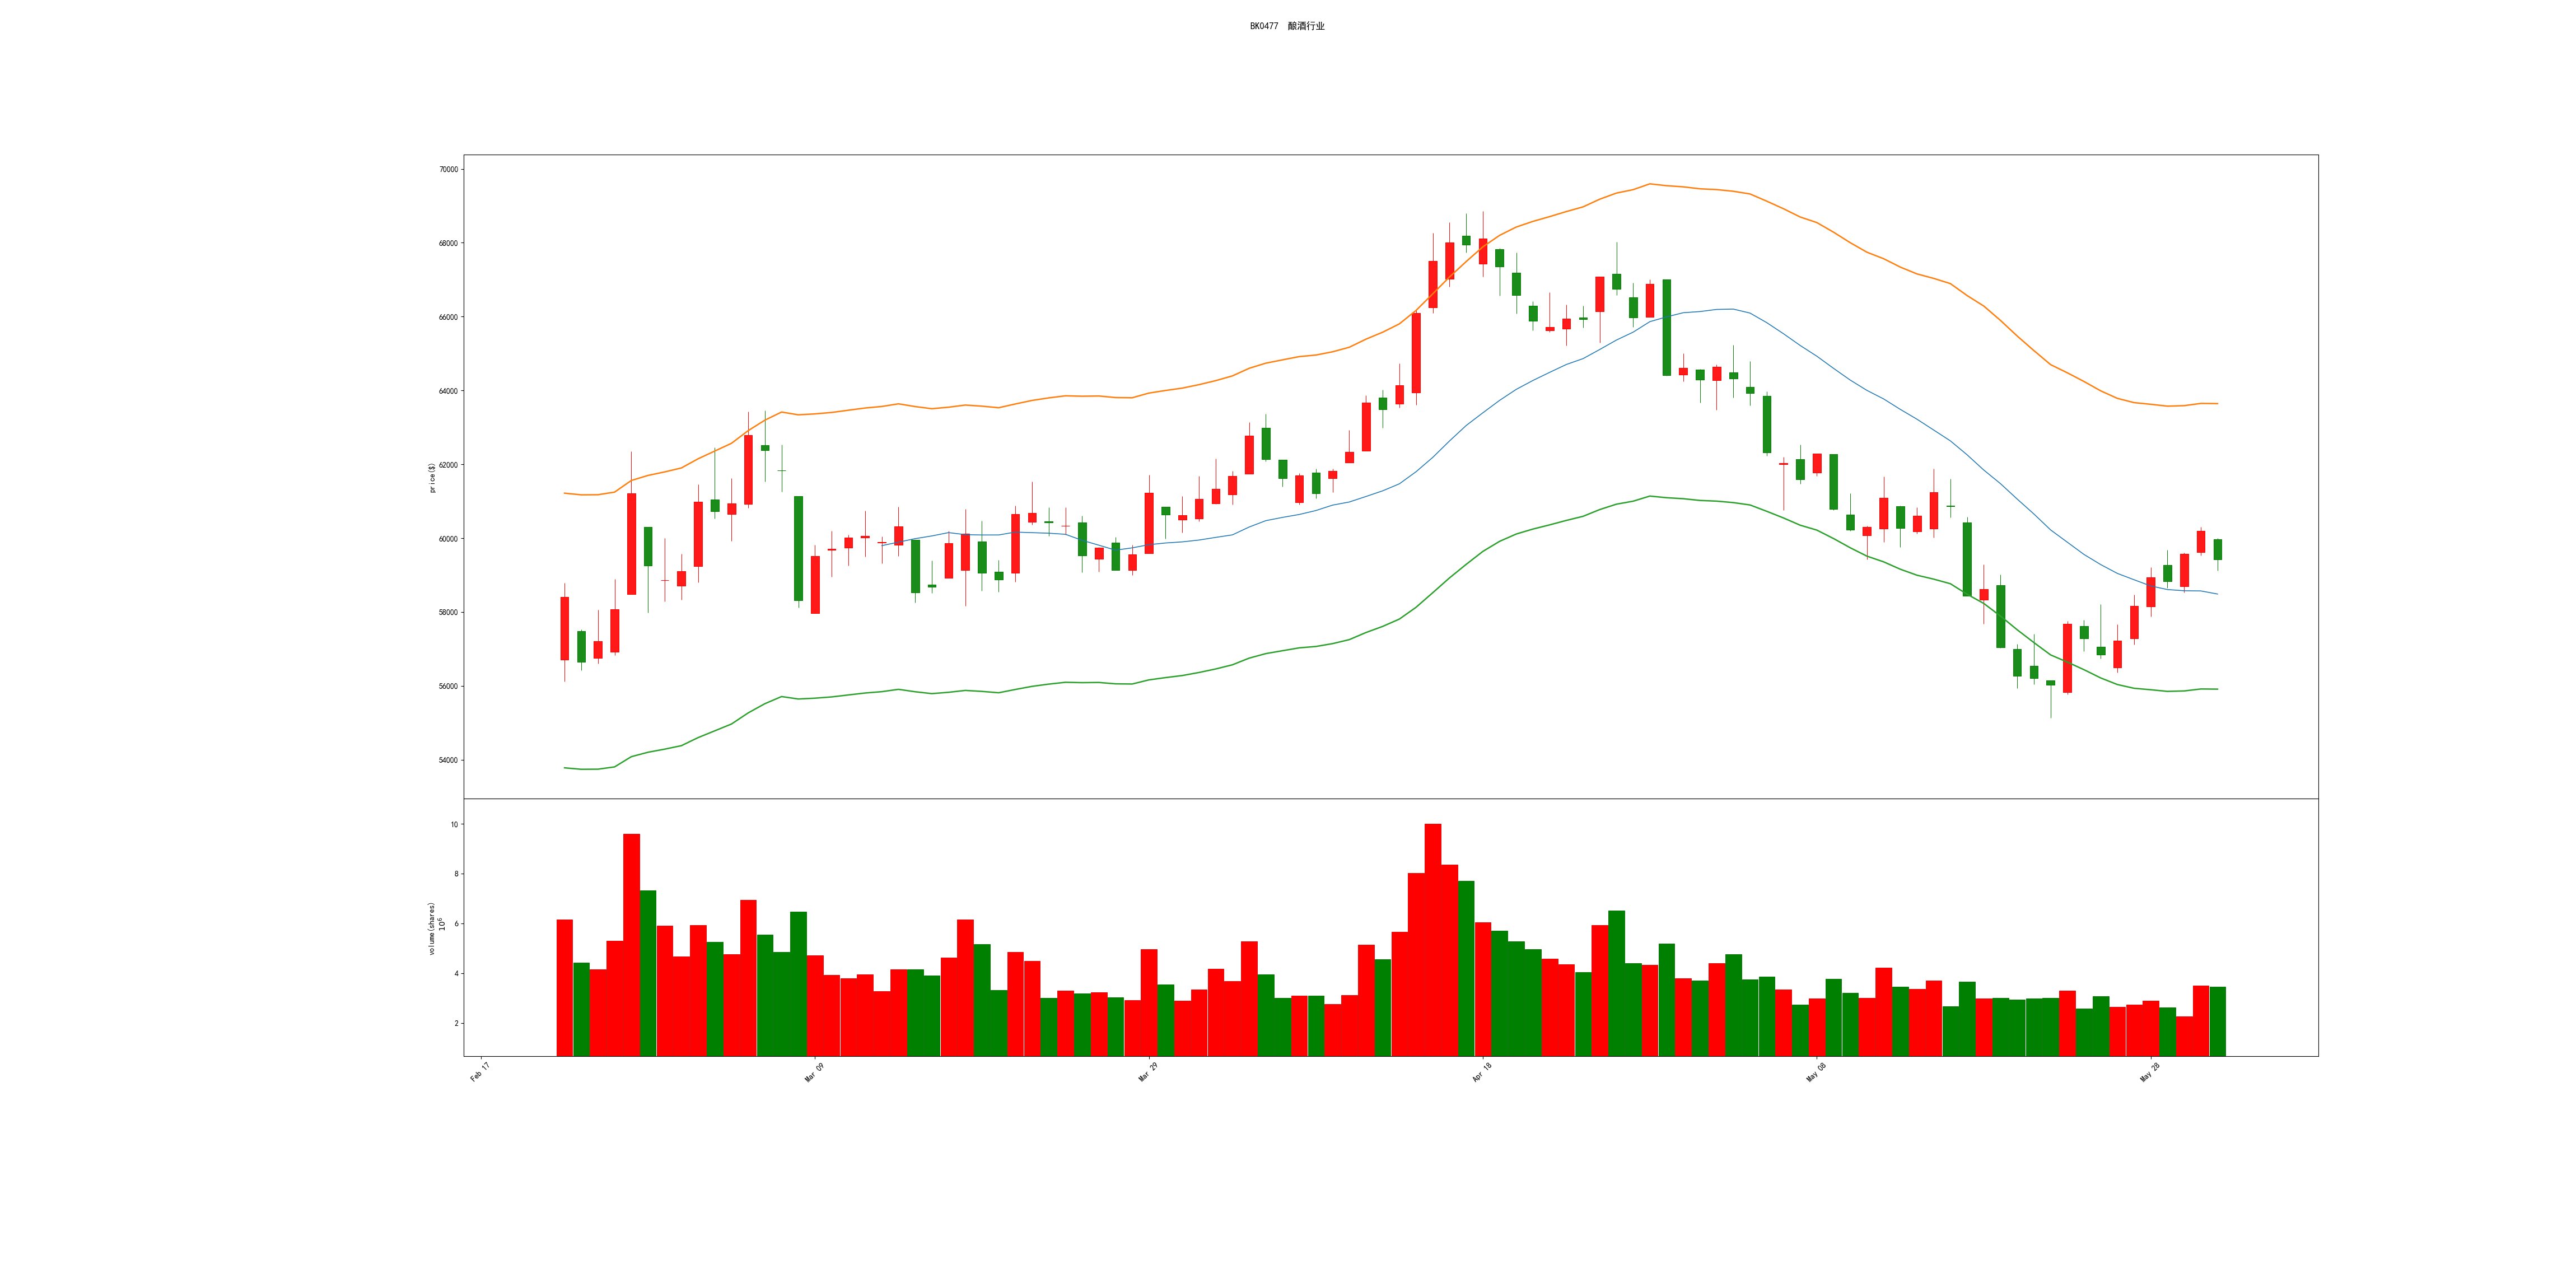 BK0477 酿酒行业
70000
68000
66000
64000
62000
60000
58000
56000
54000
price($)
10
8
6
4
2
volume(shares)
10^6
Feb 17
Mar 09
Mar 29
Apr 18
May 08
May 28